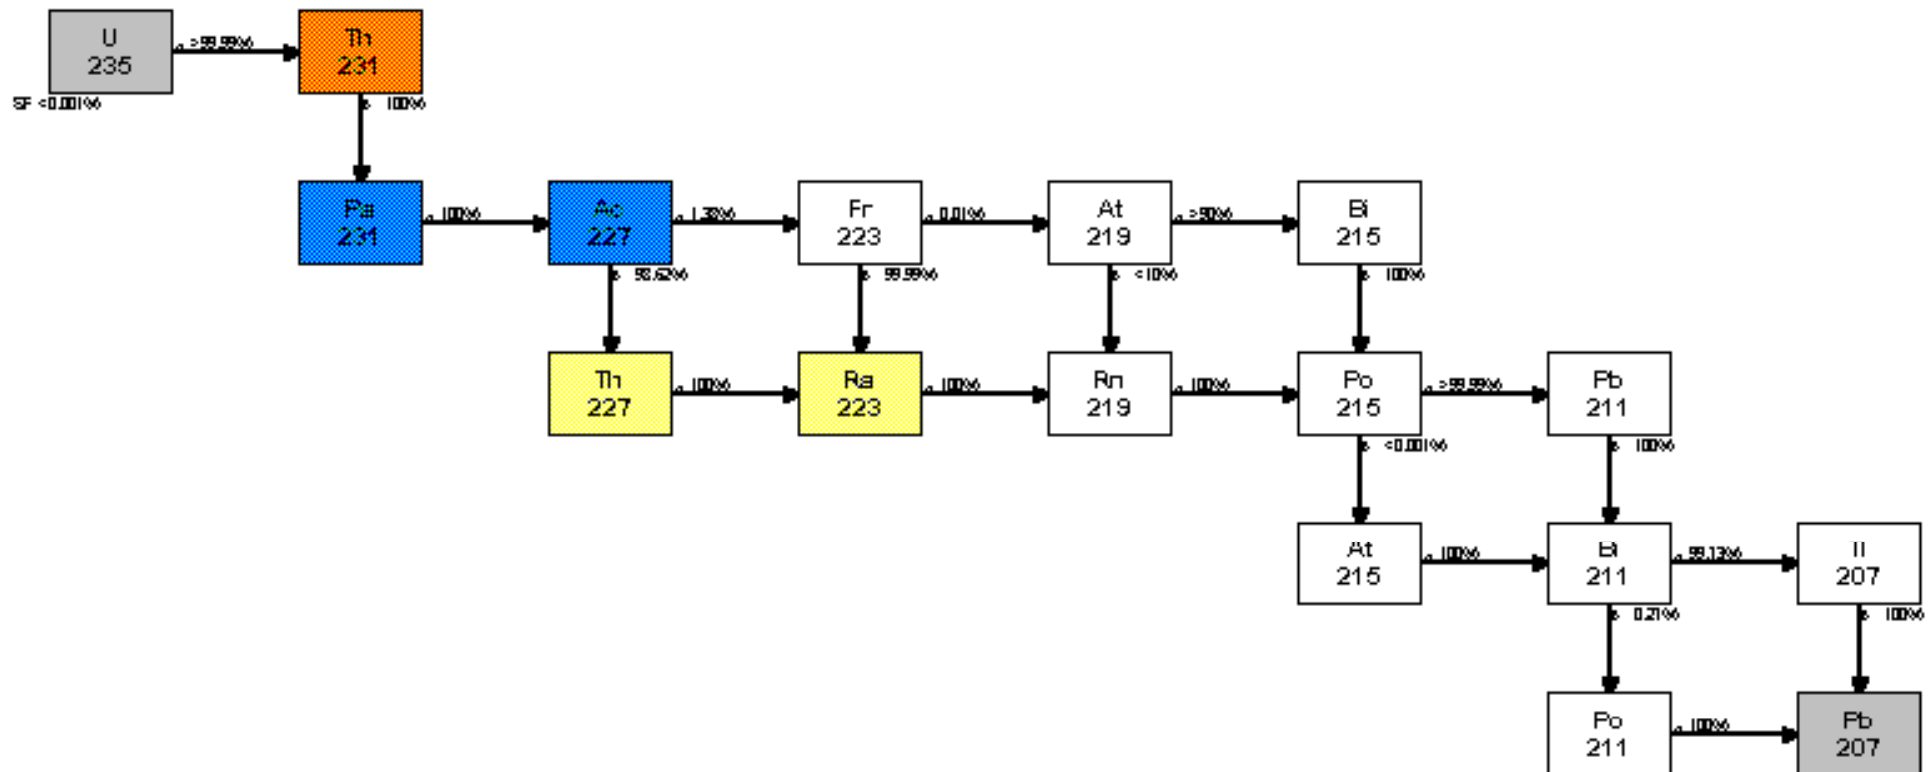 U
235
>99.99%
Th
231
SF <0.001%
100%
Pa
231
100%
Ac
227
1.38%
Fr
223
0.01%
At
219
>90%
Bi
215
98.62%
99.99%
<10%
100%
Th
227
100%
Ra
223
100%
Rn
219
100%
Po
215
>99.99%
Pb
211
<0.001%
100%
At
215
100%
Bi
211
99.73%
Tl
207
0.21%
100%
Po
211
100%
Pb
207